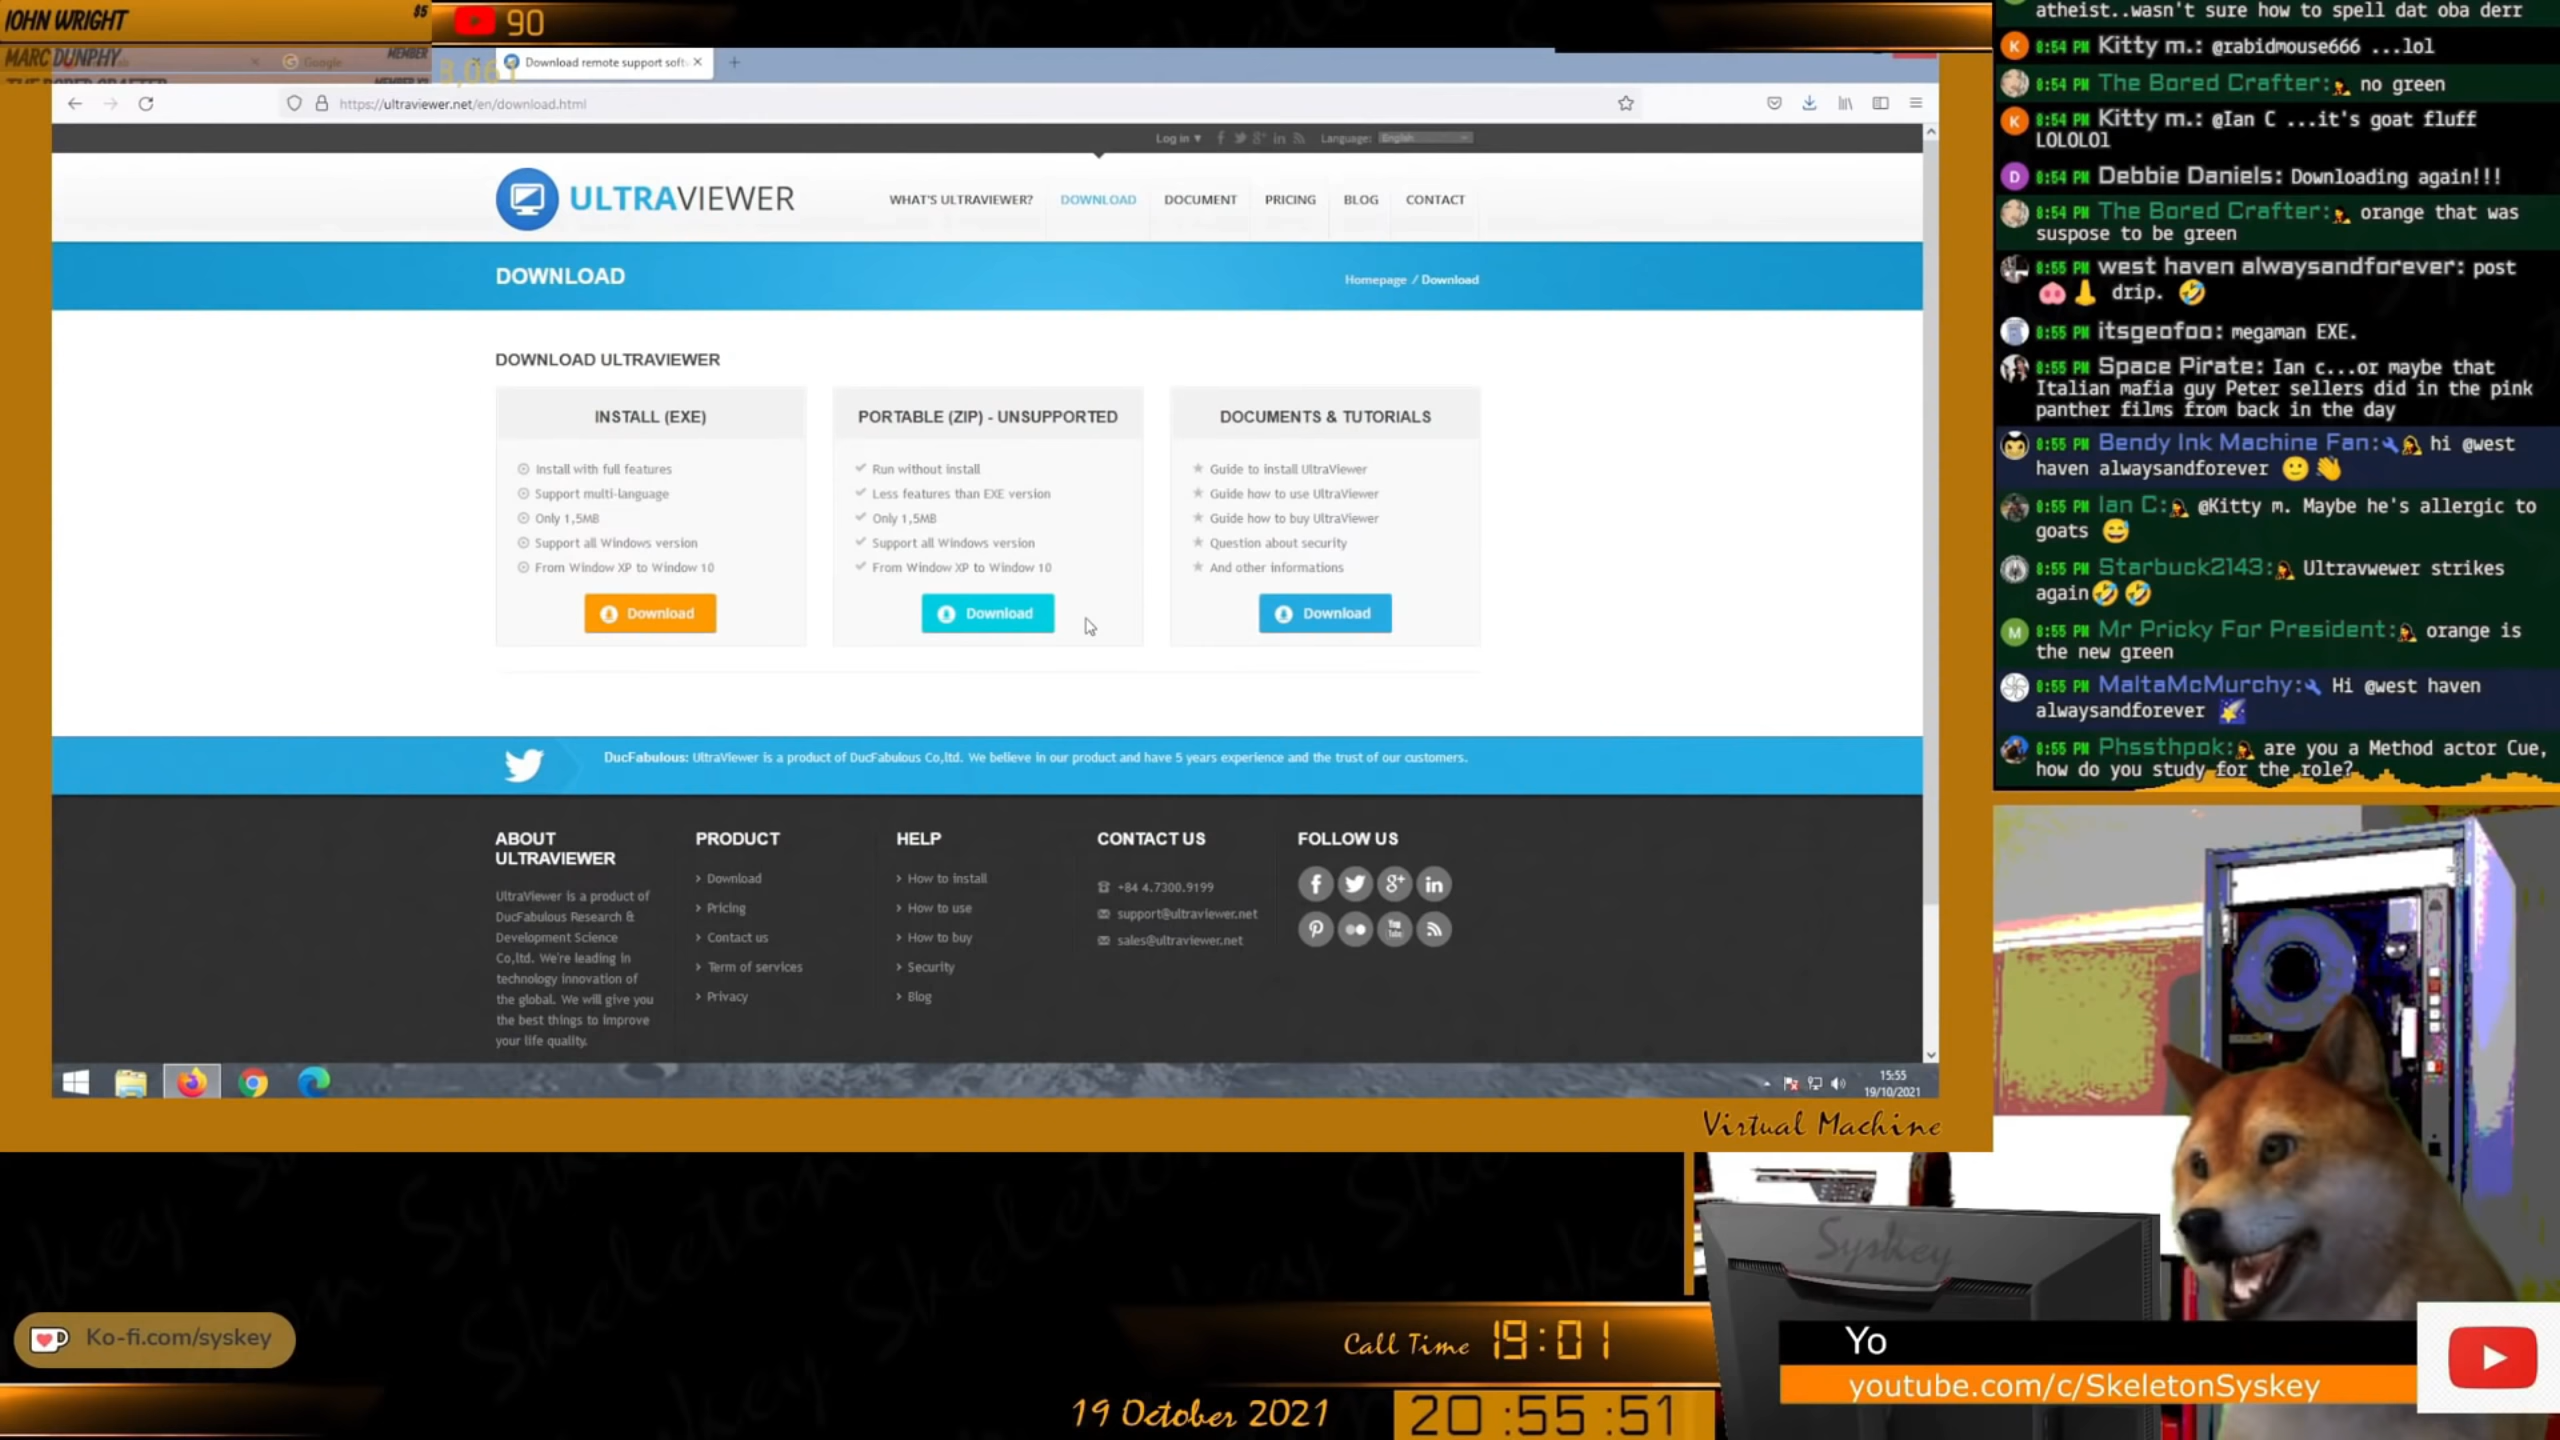 IOHN WRIGHT
$5
90
MARC DUNPHY
MEMBER
Google
Download remote support soft
https://ultraviewer.net/en/download.html
Log in
Language:
English
ULTRAVIEWER
WHAT'S ULTRAVIEWER?
DOWNLOAD
DOCUMENT
PRICING
BLOG
CONTACT
DOWNLOAD
Homepage / Download
DOWNLOAD ULTRAVIEWER
INSTALL (EXE)
Install with full features
Support multi-language
Only 1,5MB
Support all Windows version
From Window XP to Window 10
Download
PORTABLE (ZIP) - UNSUPPORTED
Run without install
Less features than EXE version
Only 1,5MB
Support all Windows version
From Window XP to Window 10
Download
DOCUMENTS & TUTORIALS
Guide to install UltraViewer
Guide how to use UltraViewer
Guide how to buy UltraViewer
Question about security
And other informations
Download
DucFabulous: UltraViewer is a product of DucFabulous Co,ltd. We believe in our product and have 5 years experience and the trust of our customers.
ABOUT
ULTRAVIEWER
UltraViewer is a product of
DucFabulous Research &
Development Science
Co,ltd. We're leading in
technology innovation of
the global. We will give you
the best things to improve
your life quality.
PRODUCT
Download
Pricing
Contact us
Term of services
Privacy
HELP
How to install
How to use
How to buy
Security
Blog
CONTACT US
+84 4.7300.9199
support@ultraviewer.net
sales@ultraviewer.net
FOLLOW US
15:55
19/10/2021
Virtual Machine
atheist..wasn't sure how to spell dat oba derr
8:54 PM Kitty m.: @rabidmouse666 ...lol
8:54 PM The Bored Crafter: no green
8:54 PM Kitty m.: @Ian C ...it's goat fluff
LOLOLOl
8:54 PM Debbie Daniels: Downloading again!!!
8:54 PM The Bored Crafter: orange that was
suspose to be green
8:55 PM west haven alwaysandforever: post
drip.
8:55 PM itsgeofoo: megaman EXE.
8:55 PM Space Pirate: Ian c...or maybe that
Italian mafia guy Peter sellers did in the pink
panther films from back in the day
8:55 PM Bendy Ink Machine Fan: hi @west
haven alwaysandforever
8:55 PM Ian C: @Kitty m. Maybe he's allergic to
goats
8:55 PM Starbuck2143: Ultravwewer strikes
again
8:55 PM Mr Pricky For President: orange is
the new green
8:55 PM MaltaMcMurchy: Hi @west haven
alwaysandforever
8:55 PM Phssthpok: are you a Method actor Cue,
how do you study for the role?
Syskey
Ko-fi.com/syskey
Call Time 19:01
19 October 2021
20:55:51
Yo
youtube.com/c/SkeletonSyskey